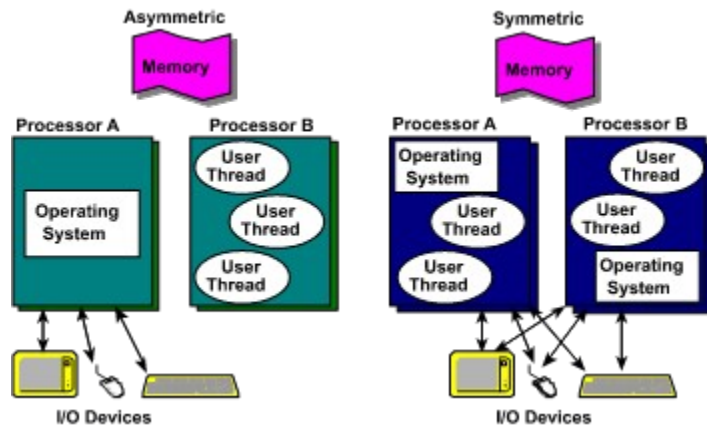 Asymmetric
Memory
Processor A
Processor B
Operating
System
User
Thread
User
Thread
User
Thread
I/O Devices
Symmetric
Memory
Processor A
Processor B
Operating
System
User
Thread
User
Thread
User
Thread
User
Thread
Operating
System
I/O Devices